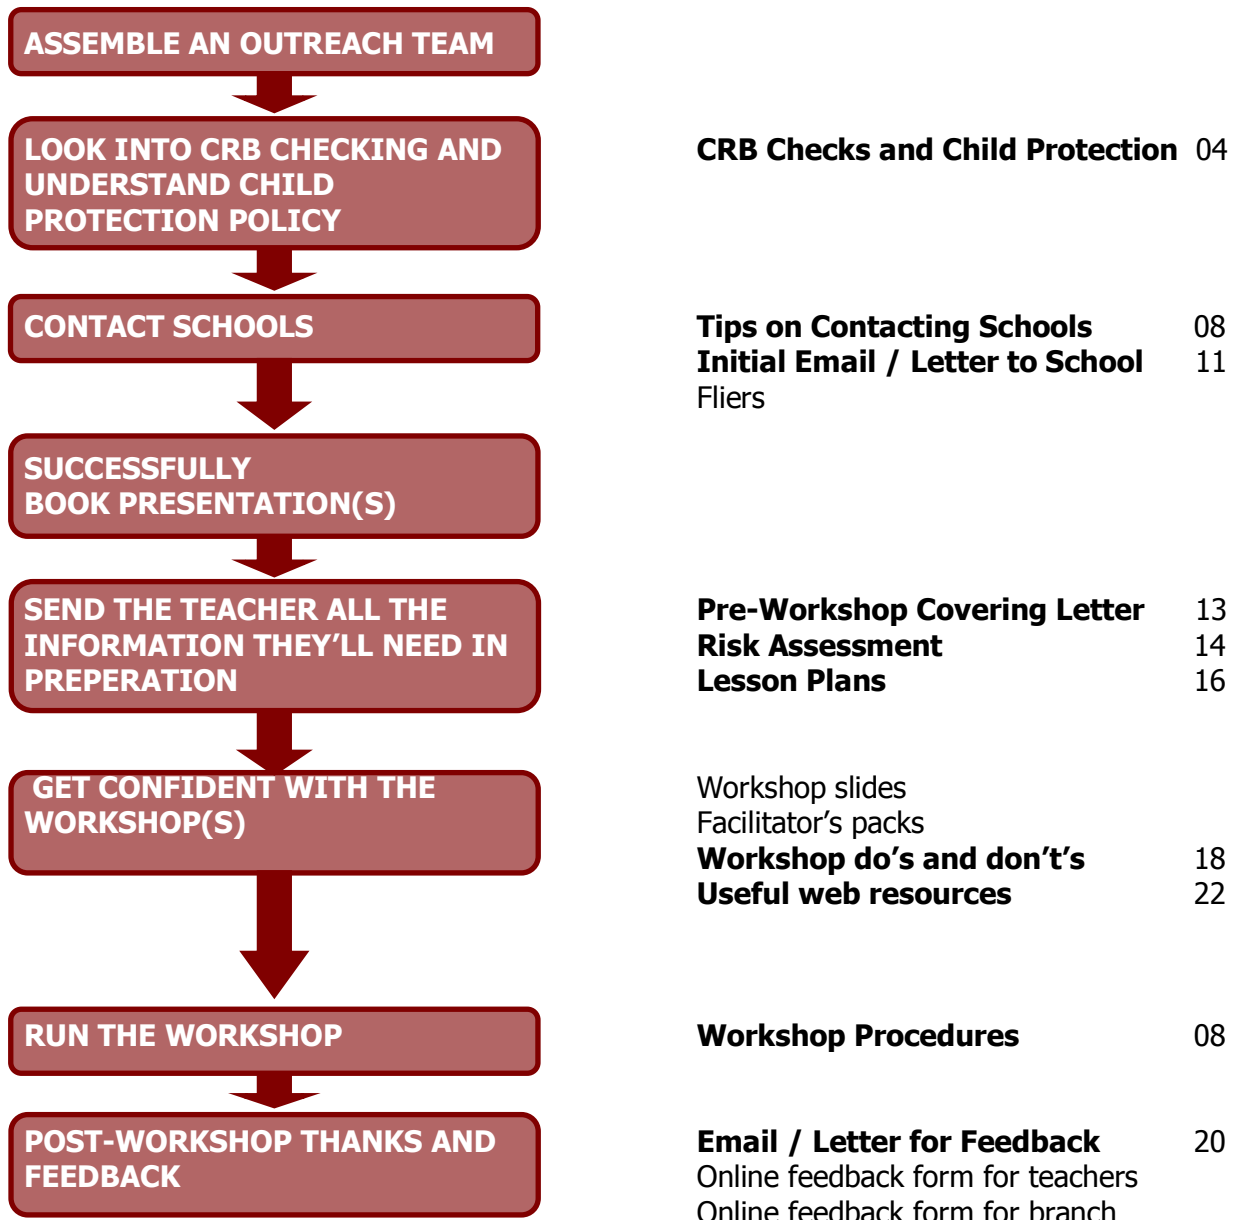 ASSEMBLE AN OUTREACH TEAM
LOOK INTO CRB CHECKING AND
UNDERSTAND CHILD
PROTECTION POLICY
CRB Checks and Child Protection 04
CONTACT SCHOOLS
Tips on Contacting Schools 08
Initial Email / Letter to School 11
Fliers
SUCCESSFULLY
BOOK PRESENTATION(S)
SEND THE TEACHER ALL THE
INFORMATION THEY’LL NEED IN
PREPERATION
Pre-Workshop Covering Letter 13
Risk Assessment 14
Lesson Plans 16
GET CONFIDENT WITH THE
WORKSHOP(S)
Workshop slides
Facilitator’s packs
Workshop do’s and don’t’s 18
Useful web resources 22
RUN THE WORKSHOP
Workshop Procedures 08
POST-WORKSHOP THANKS AND
FEEDBACK
Email / Letter for Feedback 20
Online feedback form for teachers
Online feedback form for branch